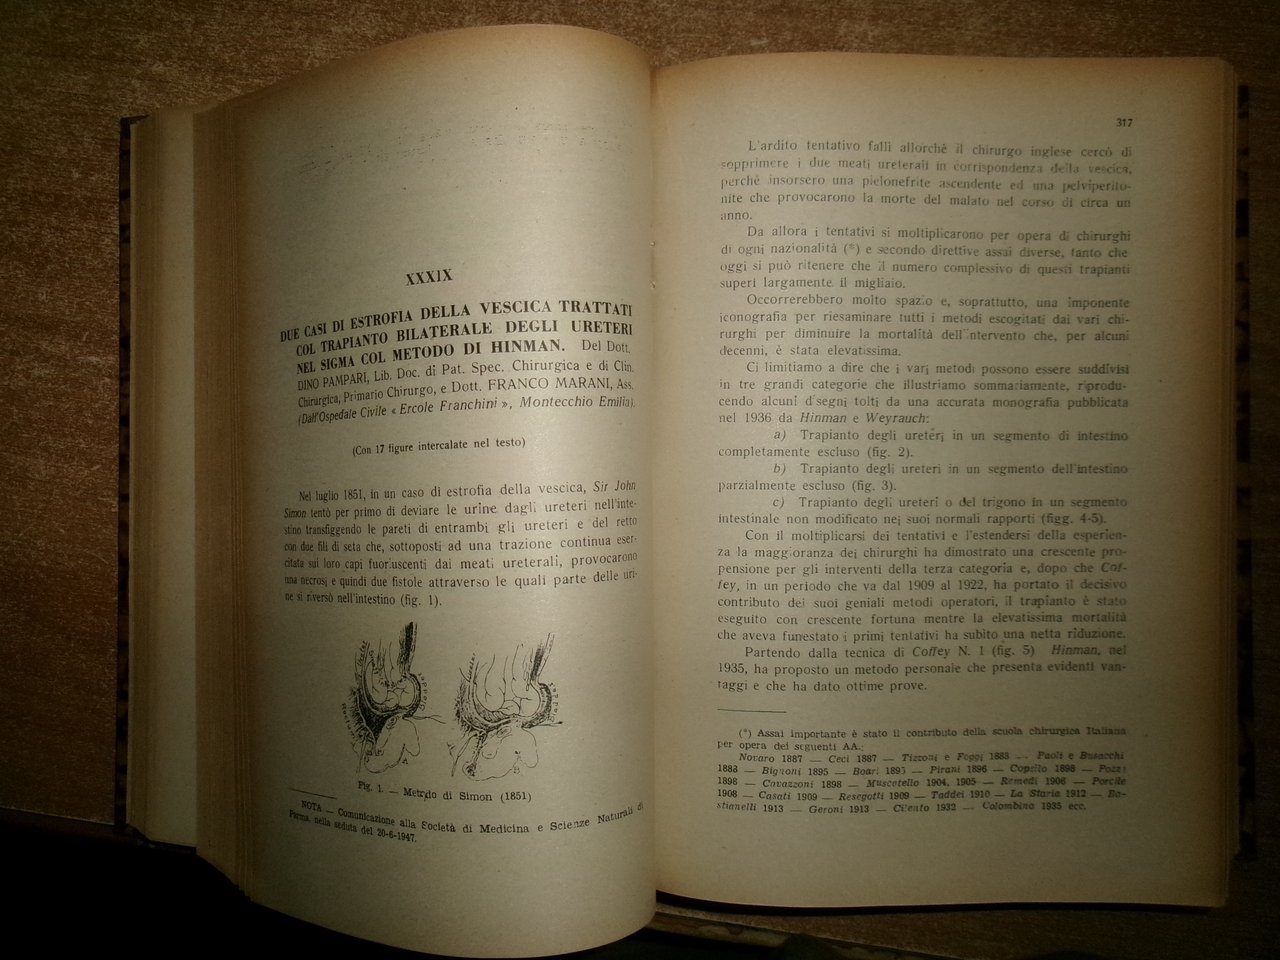 XXXIX
DUE CASI DI ESTROFIA DELLA VESCICA TRATTATI
COL TRAPIANTO BILATERALE DEGLI URETERI
NEL SIGMA COL METODO DI HINMAN. Del Dott.
DINO PAMPARI, Lib. Doc. di Pat. Spec. Chirurgica e di Clin.
Chirurgica, Primario Chirurgo, e Dott. FRANCO MARANI, Ass.
(Dall'Ospedale Civile « Ercole Franchini », Montecchio Emilia).
(Con 17 figure intercalate nel testo)
Nel luglio 1851, in un caso di estrofia della vescica, Sir John
Simon tentò per primo di deviare le urine dagli ureteri nell'inte-
stino transfiggendo le pareti di entrambi gli ureteri e del retto
con due fili di seta che, sottoposti ad una trazione continua eser-
citata sui loro capi fuoriuscenti dai meati ureterali, provocarono
una necrosi e quindi due fistole attraverso le quali parte delle uri-
ne si riversò nell'intestino (fig. 1).
Fig. 1. — Metodo di Simon (1851)
NOTA — Comunicazione alla Società di Medicina e Scienze Naturali di
Parma, nella seduta del 20-6-1947.
317
L'ardito tentativo fallì allorchè il chirurgo inglese cercò di
sopprimere i due meati ureterali in corrispondenza della vescica,
perchè insorsero una pielonefrite ascendente ed una pelviperito-
nite che provocarono la morte del malato nel corso di circa un
anno.
Da allora i tentativi si moltiplicarono per opera di chirurghi
di ogni nazionalità (*) e secondo direttive assai diverse, tanto che
oggi si può ritenere che il numero complessivo di questi trapianti
superi largamente il migliaio.
Occorrerebbero molto spazio e, soprattutto, una imponente
iconografia per riesaminare tutti i metodi escogitati dai vari chi-
rurghi per diminuire la mortalità dell'intervento che, per alcuni
decenni, è stata elevatissima.
Ci limitiamo a dire che i vari metodi possono essere suddivisi
in tre grandi categorie che illustriamo sommariamente, riprodu-
cendo alcuni disegni tolti da una accurata monografia pubblicata
nel 1936 da Hinman e Weyrauch:
a) Trapianto degli ureteri in un segmento di intestino
completamente escluso (fig. 2).
b) Trapianto degli ureteri in un segmento dell'intestino
parzialmente escluso (fig. 3).
c) Trapianto degli ureteri o del trigono in un segmento
intestinale non modificato nei suoi normali rapporti (figg. 4-5).
Con il moltiplicarsi dei tentativi e l'estendersi della esperien-
za la maggioranza dei chirurghi ha dimostrato una crescente pro-
pensione per gli interventi della terza categoria e, dopo che Cof-
fey, in un periodo che va dal 1909 al 1922, ha portato il decisivo
contributo dei suoi geniali metodi operatori, il trapianto è stato
eseguito con crescente fortuna mentre la elevatissima mortalità
che aveva funestato i primi tentativi ha subito una netta riduzione.
Partendo dalla tecnica di Coffey N. 1 (fig. 5) Hinman, nel
1935, ha proposto un metodo personale che presenta evidenti van-
taggi e che ha dato ottime prove.
(*) Assai importante è stato il contributo della scuola chirurgica Italiana
per opera dei seguenti AA.:
Novaro 1887 — Ceci 1887 — Tizzoni e Foggi 1888 — Paoli e Busacchi
1888 — Bignoni 1895 — Boari 1895 — Pirani 1896 — Copello 1898 — Pozzi
1898 — Cavazzoni 1898 — Muscatello 1904, 1905 — Remedi 1906 — Porcile
1908 — Casati 1909 — Resegotti 1909 — Taddei 1910 — La Staria 1912 — Ba-
stianelli 1913 — Geroni 1913 — Cilento 1932 — Colombino 1935 ecc.